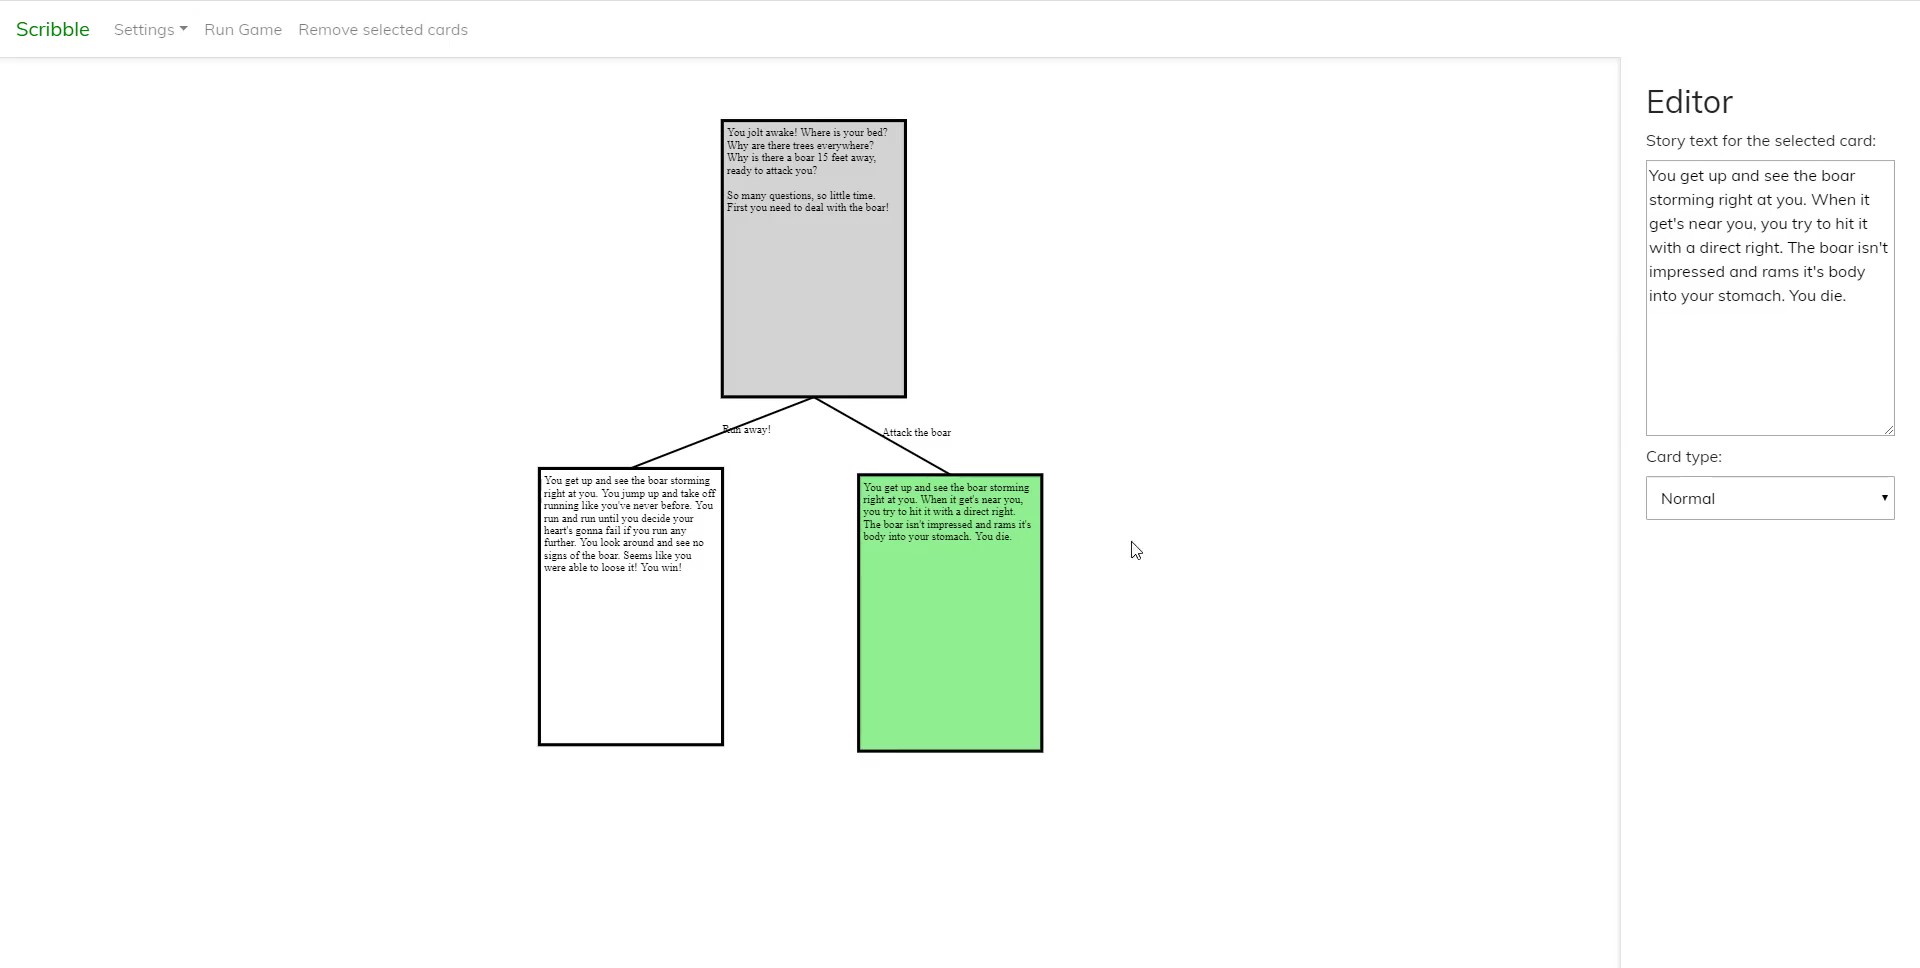 Scribble
Settings
Run Game
Remove selected cards
You jolt awake! Where is your bed?
Why are there trees everywhere?
Why is there a boar 15 feet away,
ready to attack you?
So many questions, so little time.
First you need to deal with the boar!
Run away!
Attack the boar
You get up and see the boar storming
right at you. You jump up and take off
running like you've never before. You
run and run until you decide your
heart's gonna fail if you run any
further. You look around and see no
signs of the boar. Seems like you
were able to loose it! You win!
You get up and see the boar storming
right at you. When it get's near you,
you try to hit it with a direct right.
The boar isn't impressed and rams it's
body into your stomach. You die.
Editor
Story text for the selected card:
You get up and see the boar
storming right at you. When it
get's near you, you try to hit it
with a direct right. The boar isn't
impressed and rams it's body
into your stomach. You die.
Card type:
Normal